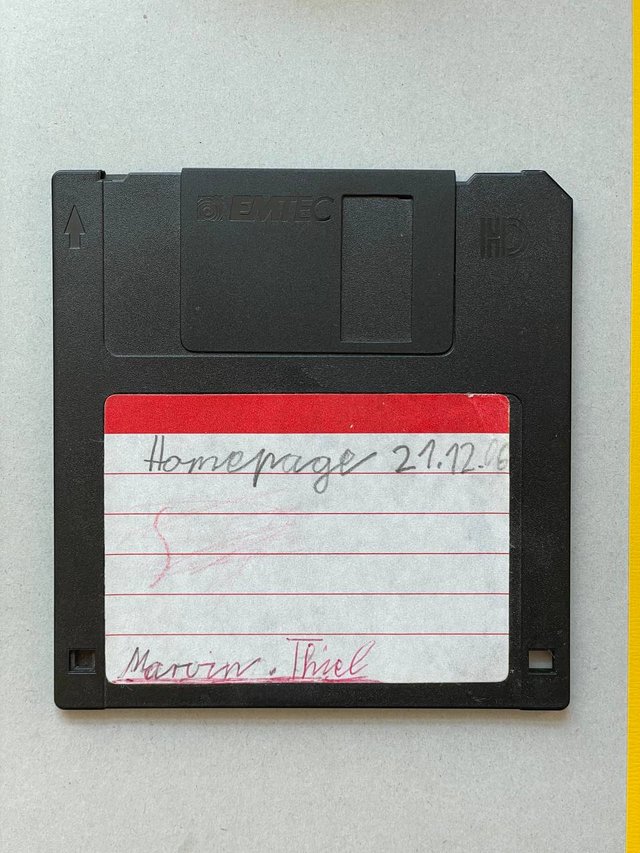 EMTEC
HD
Homepage 21.12.06
Marvin. Thiel